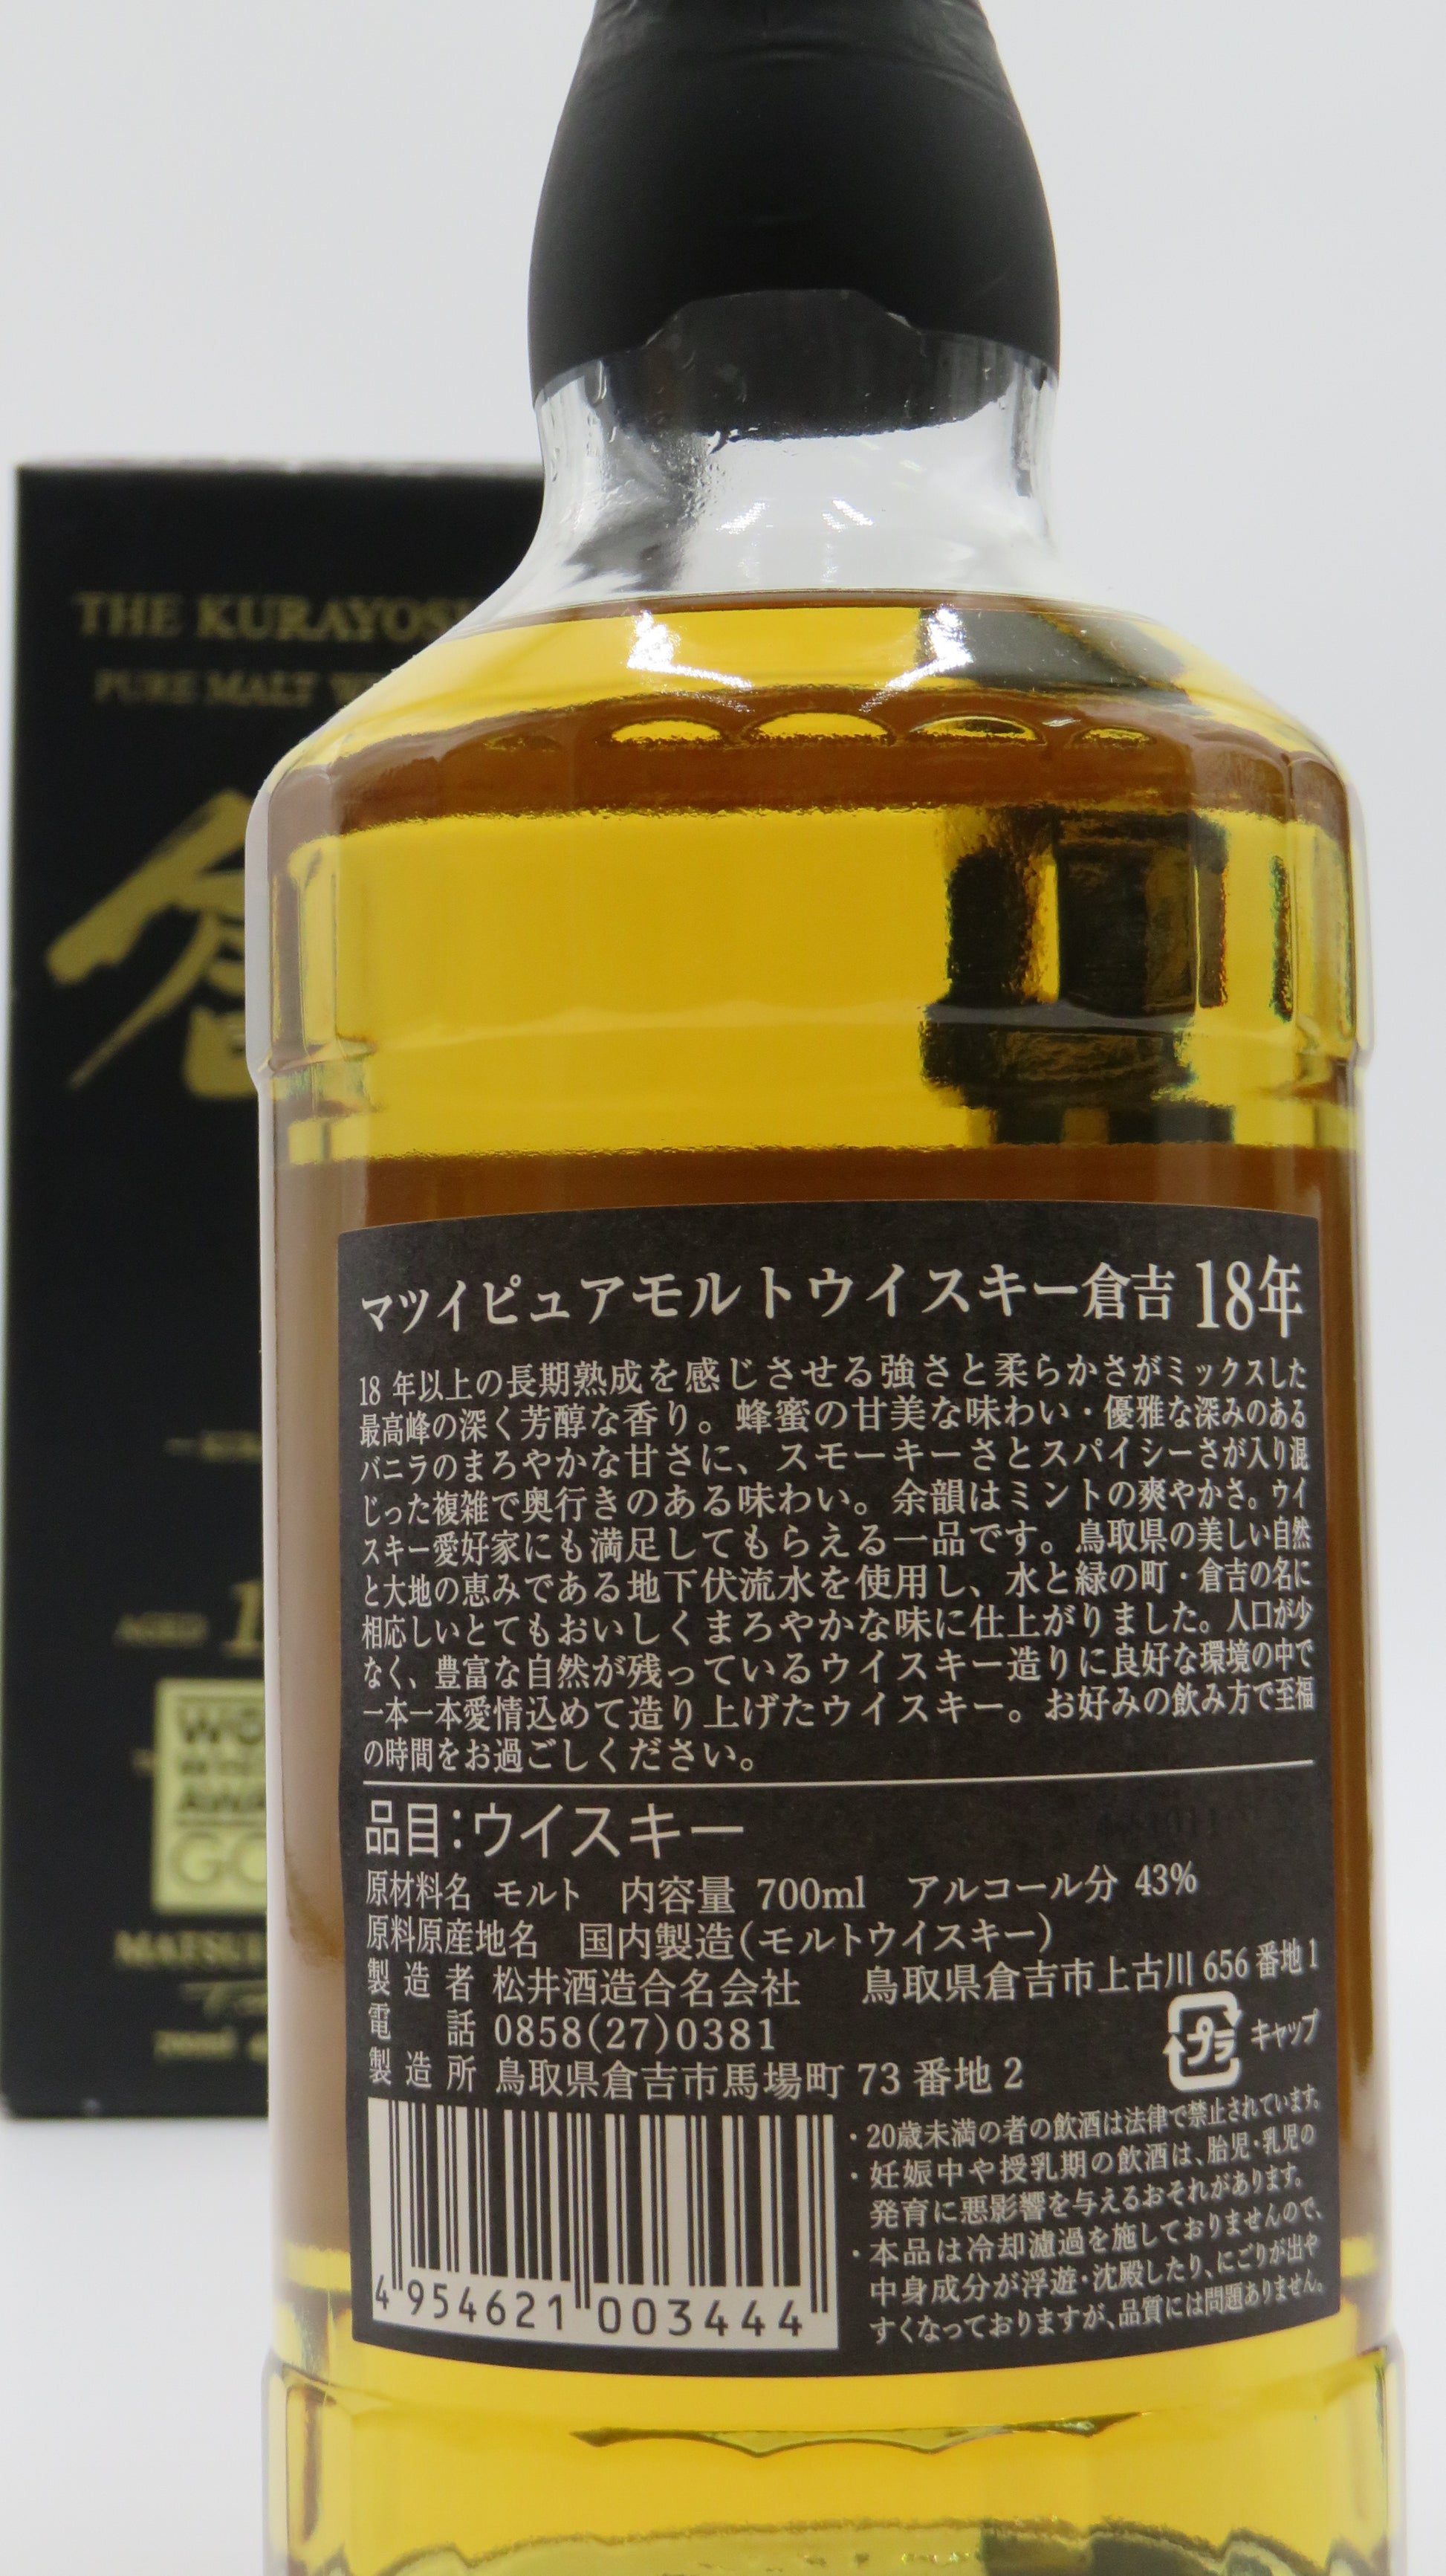 THE KURAYOS
PURE MALT W
倉
AGED
WO
AWA
GO
MATSUI
マツイピュアモルトウイスキー倉吉 18年
18 年以上の長期熟成を感じさせる強さと柔らかさがミックスした
最高峰の深く芳醇な香り。蜂蜜の甘美な味わい・優雅な深みのある
バニラのまろやかな甘さに、スモーキーさとスパイシーさが入り混
じった複雑で奥行きのある味わい。余韻はミントの爽やかさ。ウイ
スキー愛好家にも満足してもらえる一品です。鳥取県の美しい自然
と大地の恵みである地下伏流水を使用し、水と緑の町・倉吉の名に
相応しいとてもおいしくまろやかな味に仕上がりました。人口が少
なく、豊富な自然が残っているウイスキー造りに良好な環境の中で
一本一本愛情込めて造り上げたウイスキー。お好みの飲み方で至福
の時間をお過ごしください。
品目:ウイスキー
原材料名 モルト 内容量 700ml アルコール分 43%
原料原産地名 国内製造(モルトウイスキー)
製造者 松井酒造合名会社 鳥取県倉吉市上古川 656 番地 1
電話 0858(27)0381
プラ キャップ
製造所 鳥取県倉吉市馬場町 73 番地 2
・20歳未満の者の飲酒は法律で禁止されています。
・妊娠中や授乳期の飲酒は、胎児・乳児の
発育に悪影響を与えるおそれがあります。
・本品は冷却濾過を施しておりませんので、
中身成分が浮遊・沈殿したり、にごりが出や
すくなっておりますが、品質には問題ありません。
4 954621 003444